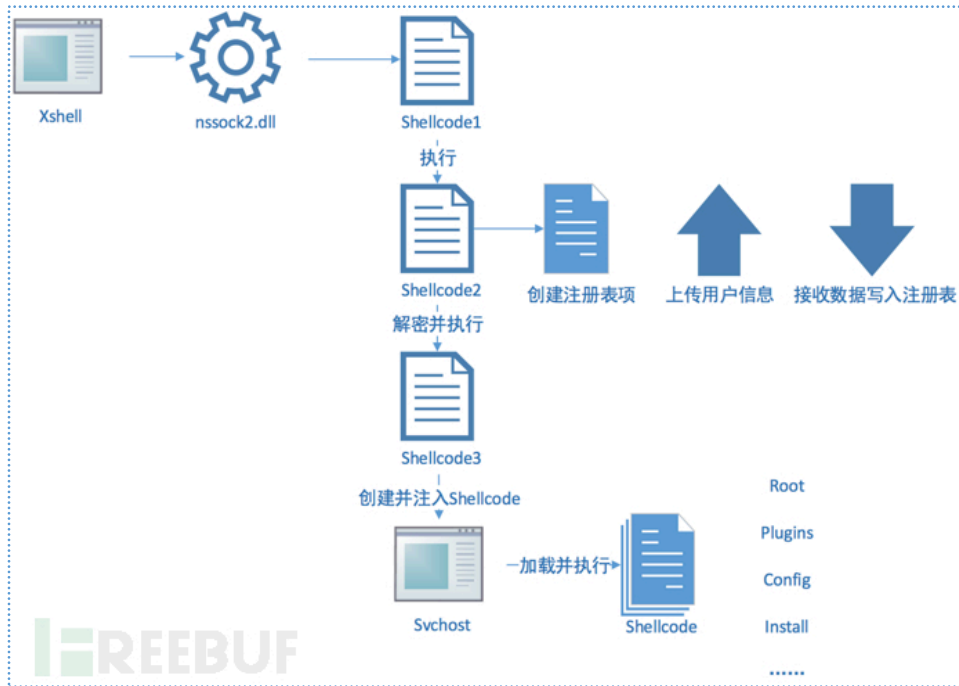 Xshell
nssock2.dll
Shellcode1
执行
Shellcode2
创建注册表项
上传用户信息
接收数据写入注册表
解密并执行
Shellcode3
创建并注入Shellcode
Svchost
加载并执行
Shellcode
Root
Plugins
Config
Install
......
FREEBUF